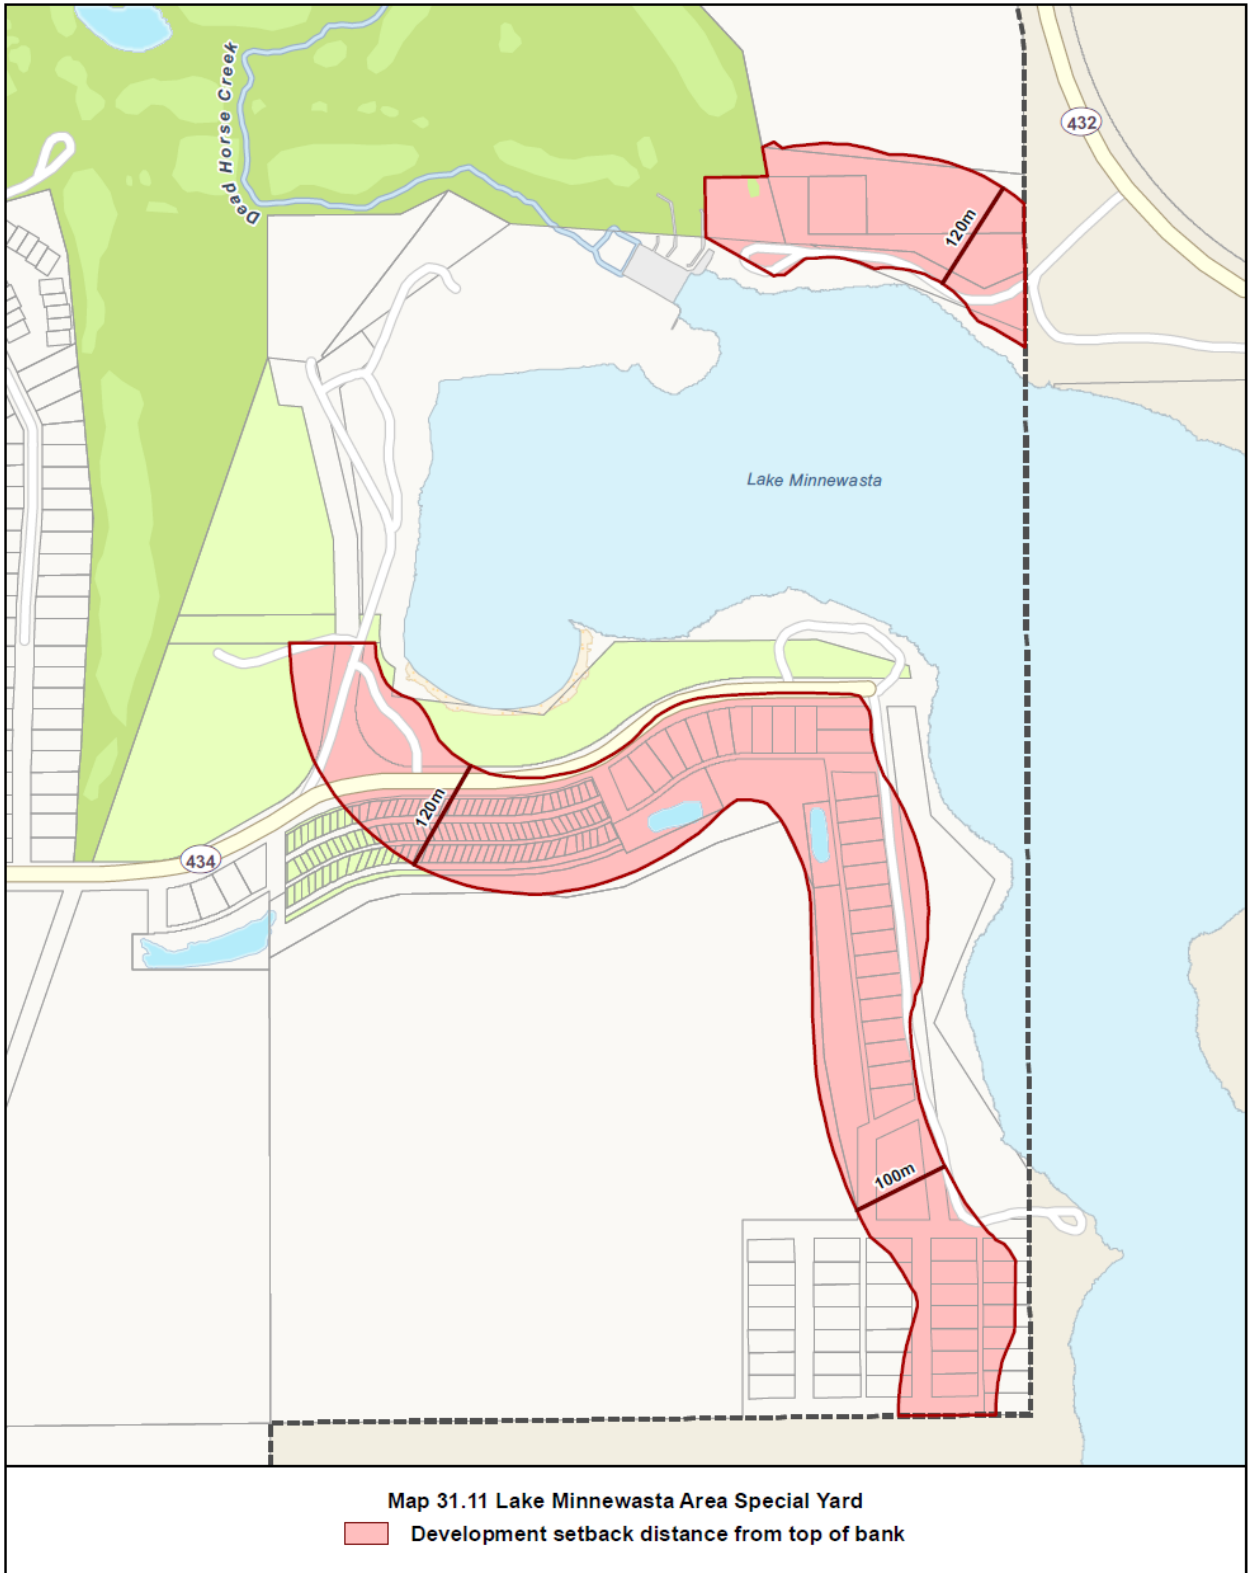 Dead Horse Creek
432
120m
Lake Minnewasta
120m
434
100m
Map 31.11 Lake Minnewasta Area Special Yard
Development setback distance from top of bank